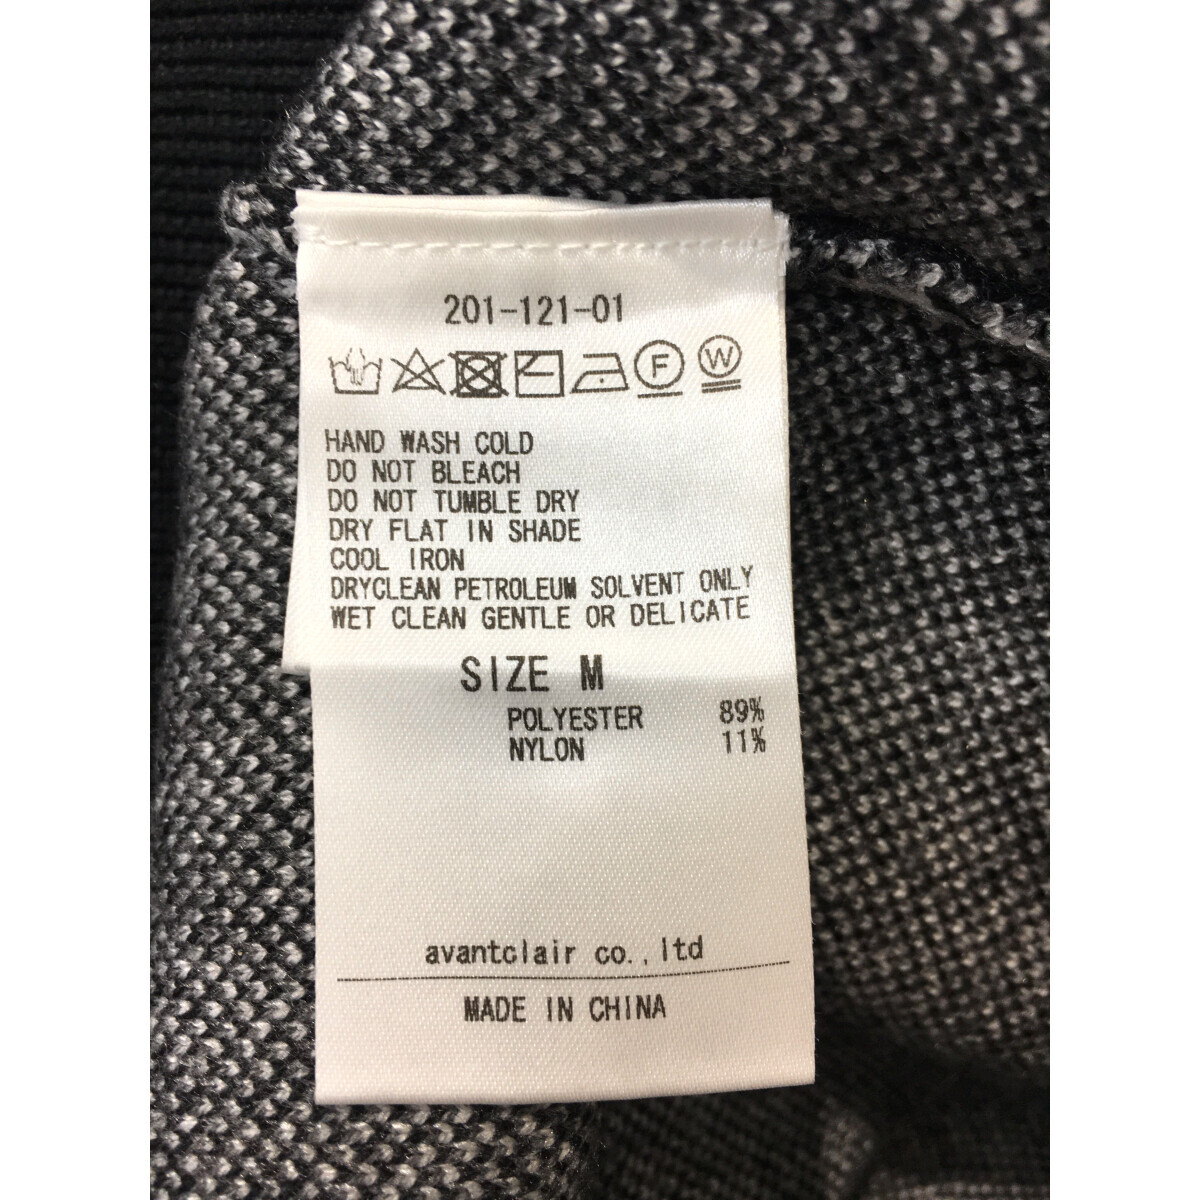 201-121-01
F W
HAND WASH COLD
DO NOT BLEACH
DO NOT TUMBLE DRY
DRY FLAT IN SHADE
COOL IRON
DRYCLEAN PETROLEUM SOLVENT ONLY
WET CLEAN GENTLE OR DELICATE
SIZE M
POLYESTER 89%
NYLON 11%
avantclair co.,ltd
MADE IN CHINA